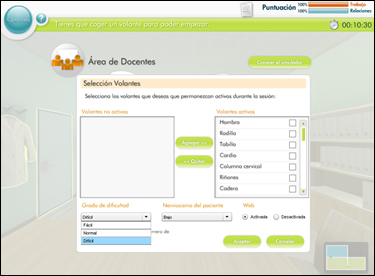 Puntuación
100% Trabajo
100% Relaciones
Tienes que coger un volante para poder empezar.
00:10:30
Área de Docentes
Conocer el simulador
Selección Volantes
Selecciona los volantes que deseas que permanezcan activos durante la sesión:
Volantes no activos
Volantes activos
Hombro
Rodilla
Tobillo
Cardio
Columna cervical
Riñones
Cadera
Agregar >>
<< Quitar
Grado de dificultad
Nerviosismo del paciente
Web
Difícil
Bajo
Activada
Desactivada
Fácil
Normal
Difícil
Aceptar
Cancelar